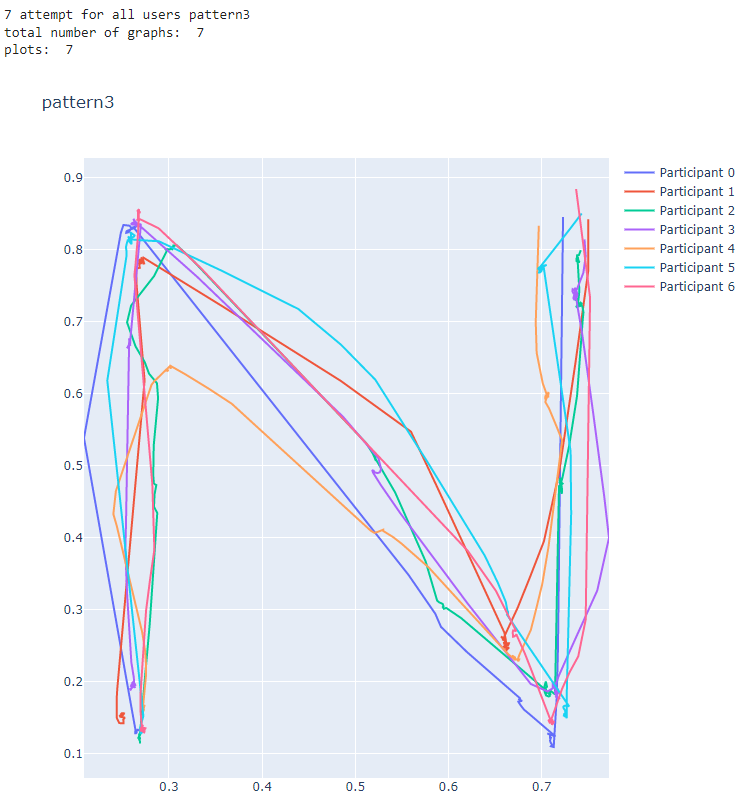 7 attempt for all users pattern3
total number of graphs:  7
plots:  7
pattern3
0.9
0.8
0.7
0.6
0.5
0.4
0.3
0.2
0.1
0.3 0.4 0.5 0.6 0.7
Participant 0
Participant 1
Participant 2
Participant 3
Participant 4
Participant 5
Participant 6